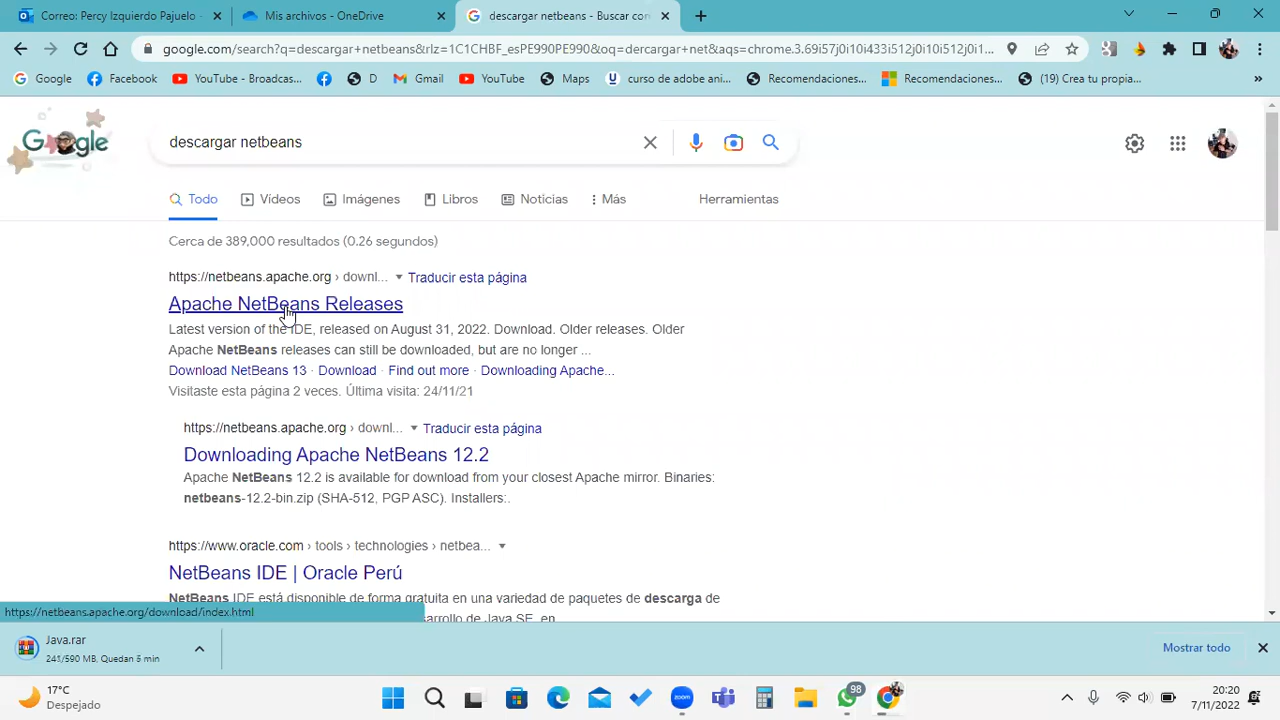 Correo: Percy Izquierdo Pajuelo -
Mis archivos - OneDrive
descargar netbeans - Buscar con
google.com/search?q=descargar+netbeans&rlz=1C1CHBF_esPE990PE990&oq=dercargar+net&aqs=chrome.3.69i57j0i10i433i512j0i10i512j0i1...
Google
Facebook
YouTube - Broadcas...
D
Gmail
YouTube
Maps
curso de adobe ani...
Recomendaciones...
Recomendaciones...
(19) Crea tu propia...
»
Google
descargar netbeans
Todo
Vídeos
Imágenes
Libros
Noticias
Más
Herramientas
Cerca de 389,000 resultados (0.26 segundos)
https://netbeans.apache.org › downl... Traducir esta página
Apache NetBeans Releases
Latest version of the IDE, released on August 31, 2022. Download. Older releases. Older
Apache NetBeans releases can still be downloaded, but are no longer ...
Download NetBeans 13 · Download · Find out more · Downloading Apache...
Visitaste esta página 2 veces. Última visita: 24/11/21
https://netbeans.apache.org › downl... Traducir esta página
Downloading Apache NetBeans 12.2
Apache NetBeans 12.2 is available for download from your closest Apache mirror. Binaries:
netbeans-12.2-bin.zip (SHA-512, PGP ASC). Installers:.
https://www.oracle.com › tools › technologies › netbea...
NetBeans IDE | Oracle Perú
NetBeans IDE está disponible de forma gratuita en una variedad de paquetes de descarga de
sarrollo de Java SE, en
https://netbeans.apache.org/download/index.html
Java.rar
241/590 MB, Quedan 5 min
Mostrar todo
17°C
Despejado
98
20:20
7/11/2022